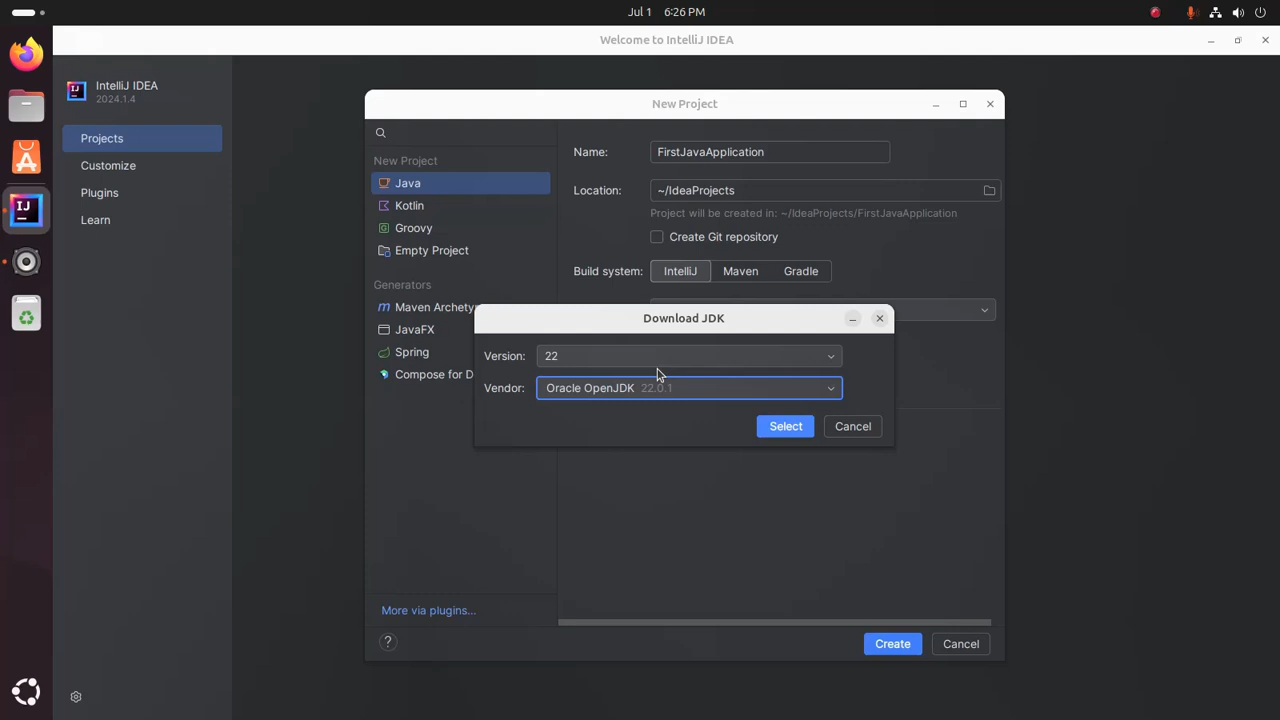 Jul 1 6:26 PM
Welcome to IntelliJ IDEA
IntelliJ IDEA
2024.1.4
Projects
Customize
Plugins
Learn
New Project
New Project
Java
Kotlin
Groovy
Empty Project
Generators
Maven Archety
JavaFX
Spring
Compose for D
More via plugins...
Name: FirstJavaApplication
Location: ~/IdeaProjects
Project will be created in: ~/IdeaProjects/FirstJavaApplication
Create Git repository
Build system: IntelliJ Maven Gradle
Download JDK
Version: 22
Vendor: Oracle OpenJDK 22.0.1
Select Cancel
? Create Cancel